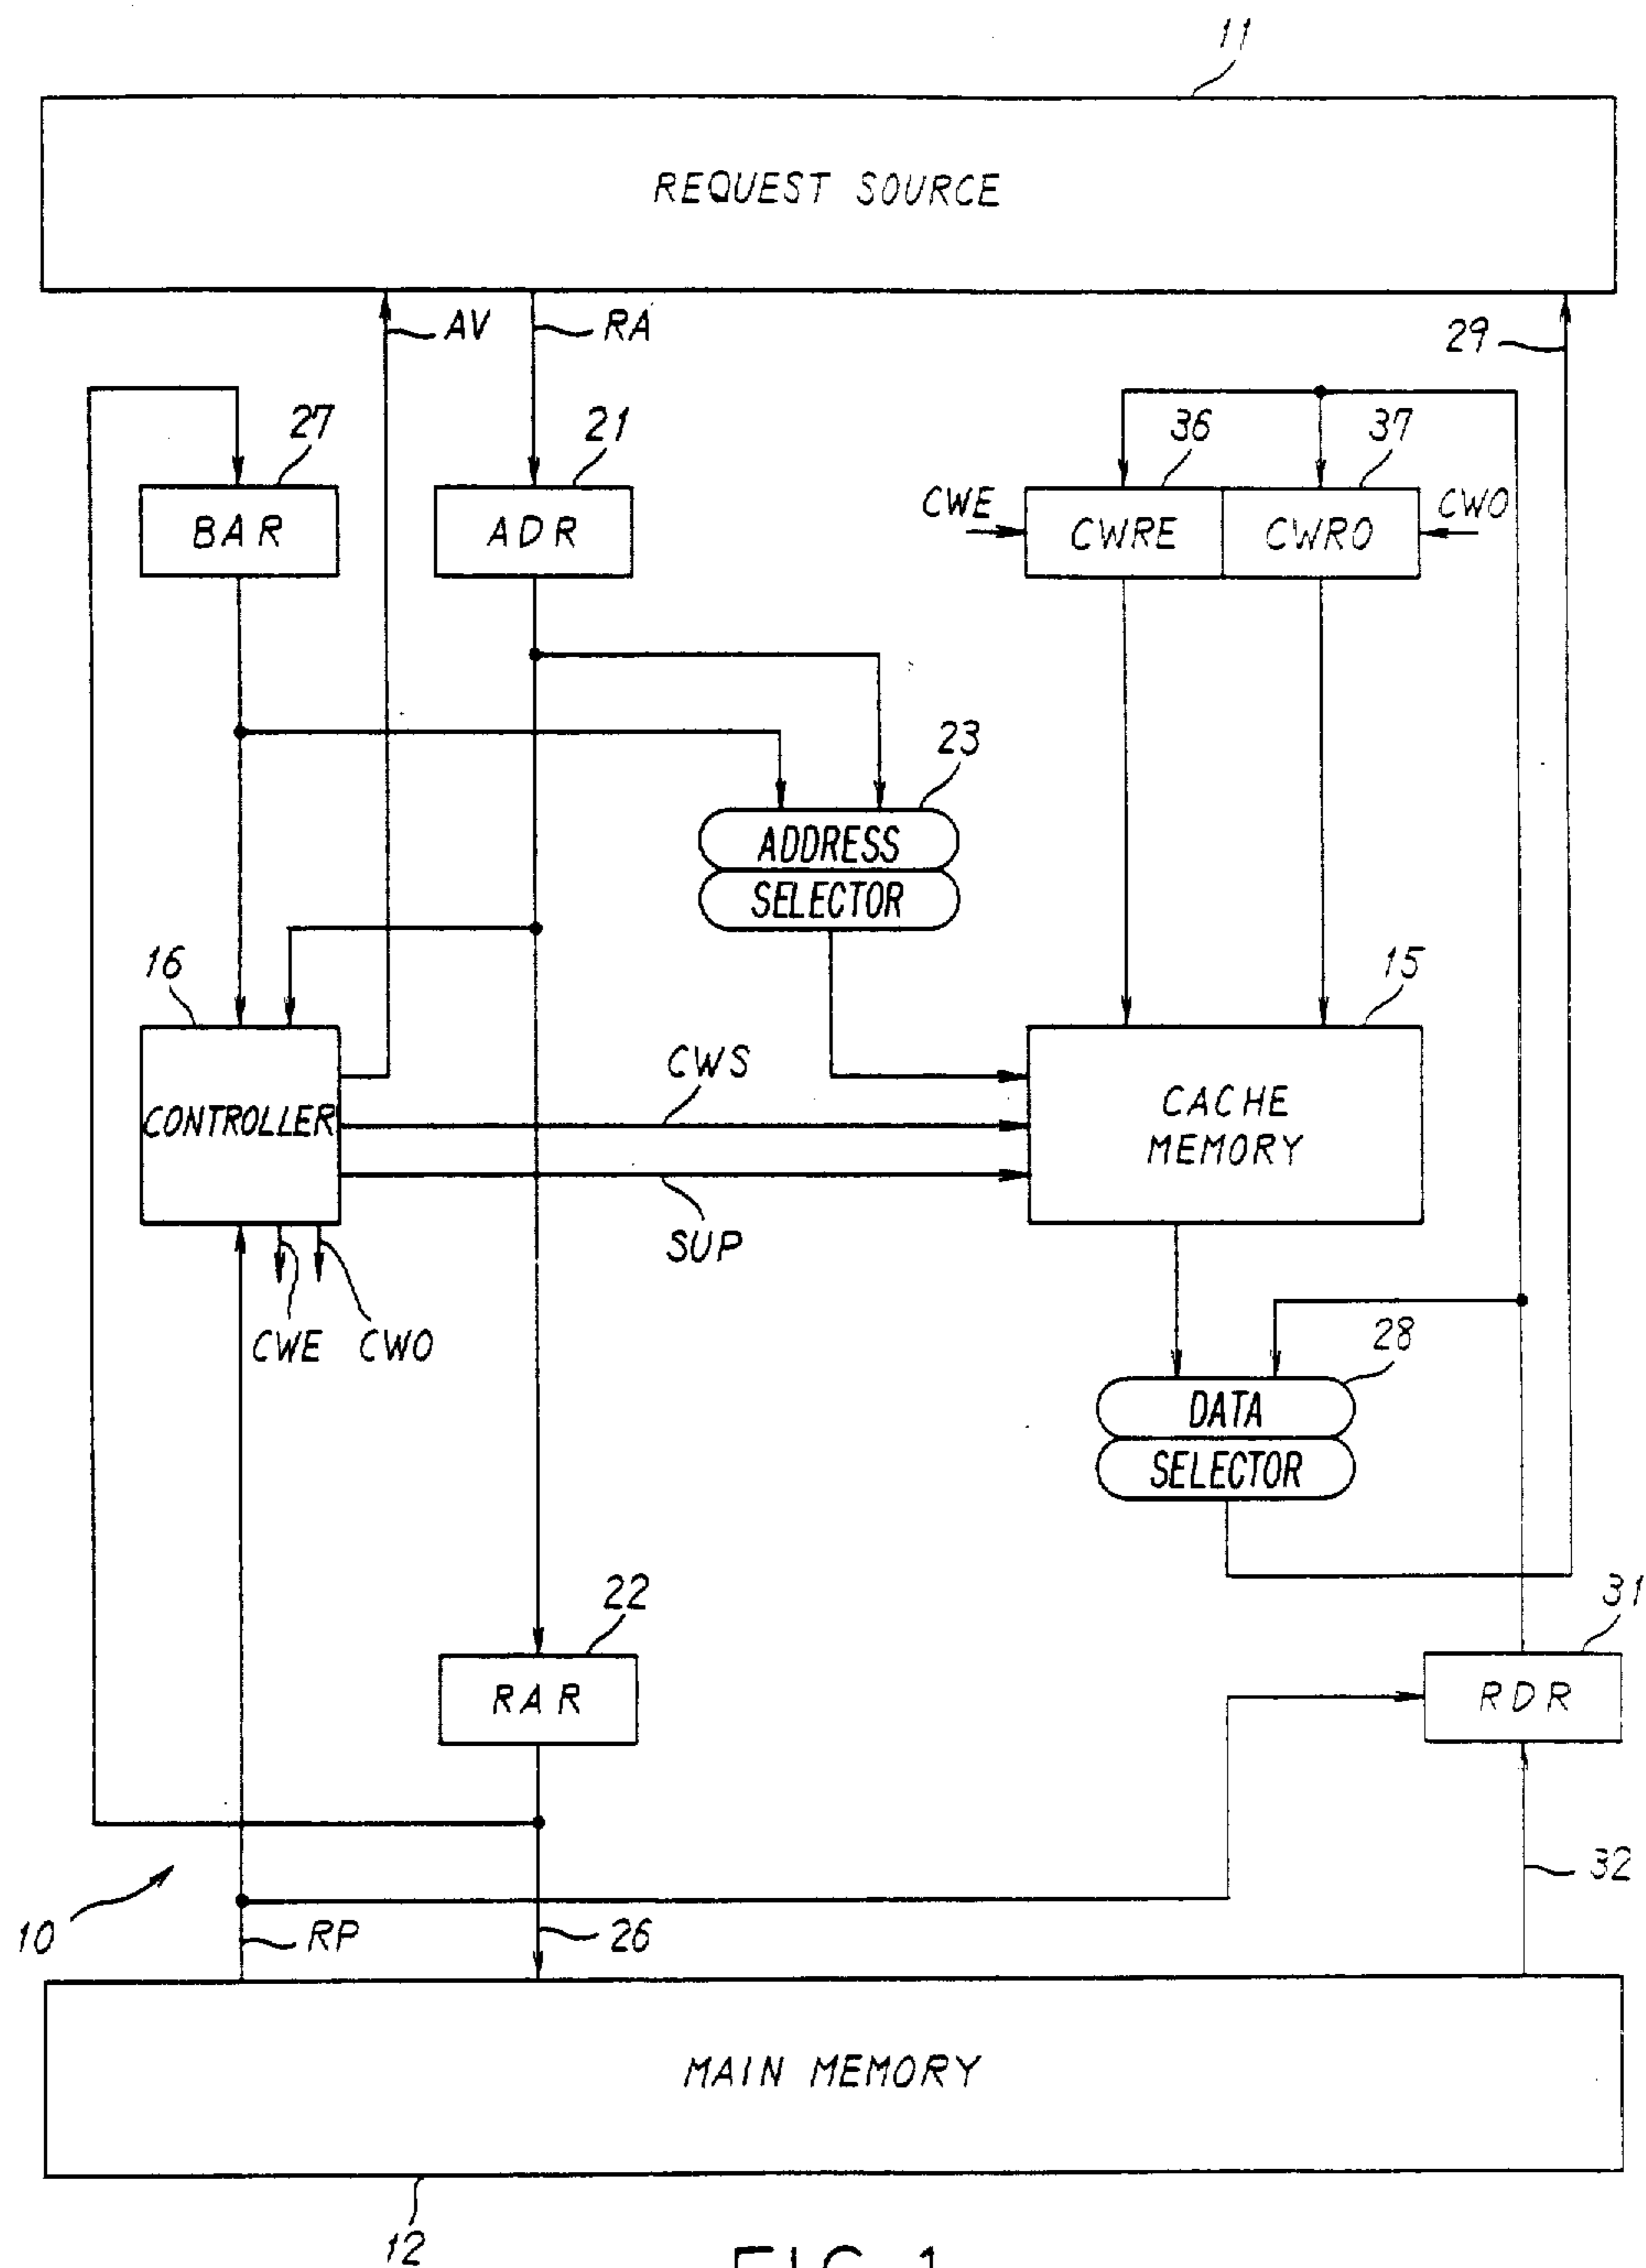 11
REQUEST SOURCE
AV
RA
29
27
21
36
37
BAR
ADR
CWE
CWRE
CWRO
CWO
23
ADDRESS
SELECTOR
16
15
CONTROLLER
CWS
CACHE
MEMORY
SUP
CWE
CWO
28
DATA
SELECTOR
22
31
RAR
RDR
32
10
RP
26
MAIN MEMORY
12
FIG. 1